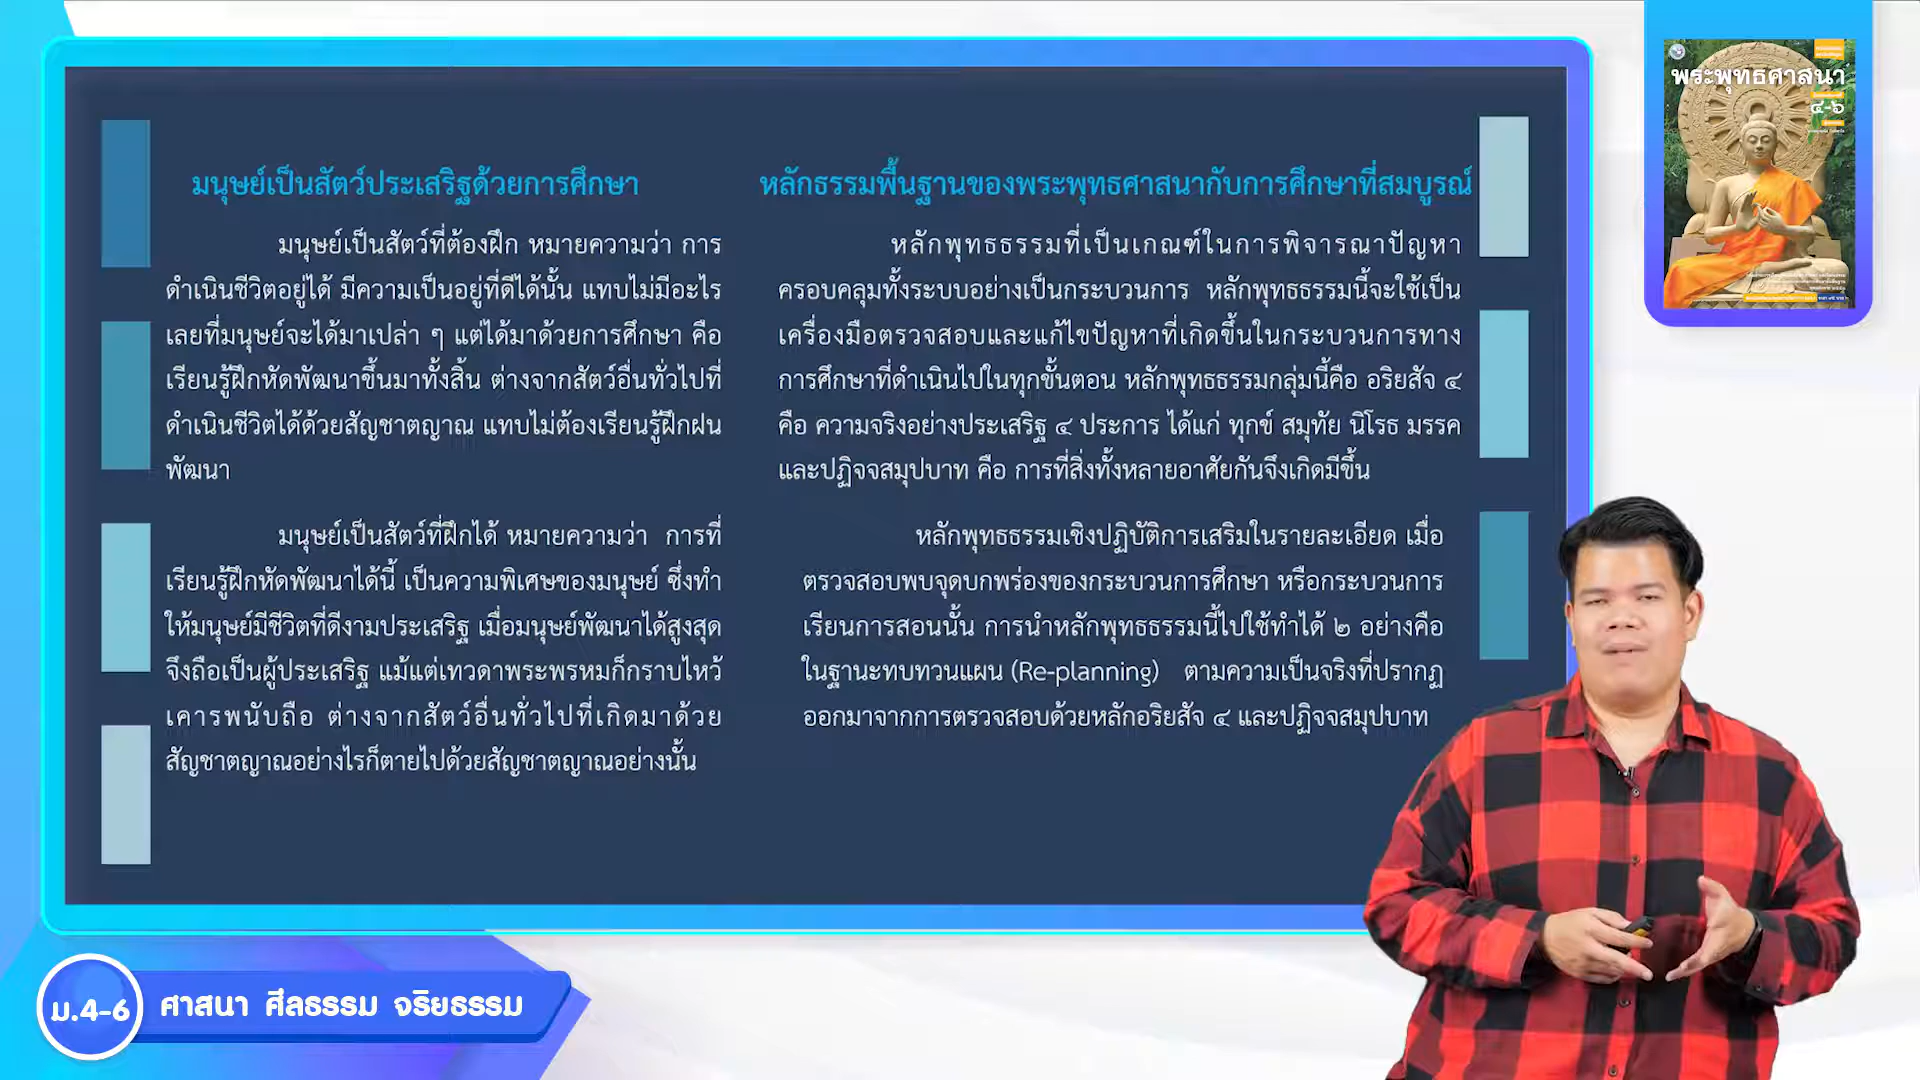 มนุษย์เป็นสัตว์ประเสริฐด้วยการศึกษา
มนุษย์เป็นสัตว์ที่ต้องฝึก หมายความว่า การ
ดำเนินชีวิตอยู่ได้ มีความเป็นอยู่ที่ดีได้นั้น แทบไม่มีอะไร
เลยที่มนุษย์จะได้มาเปล่า ๆ แต่ได้มาด้วยการศึกษา คือ
เรียนรู้ฝึกหัดพัฒนาขึ้นมาทั้งสิ้น ต่างจากสัตว์อื่นทั่วไปที่
ดำเนินชีวิตได้ด้วยสัญชาตญาณ แทบไม่ต้องเรียนรู้ฝึกฝน
พัฒนา
มนุษย์เป็นสัตว์ที่ฝึกได้ หมายความว่า การที่
เรียนรู้ฝึกหัดพัฒนาได้นี้ เป็นความพิเศษของมนุษย์ ซึ่งทำ
ให้มนุษย์มีชีวิตที่ดีงามประเสริฐ เมื่อมนุษย์พัฒนาได้สูงสุด
จึงถือเป็นผู้ประเสริฐ แม้แต่เทวดาพระพรหมก็กราบไหว้
เคารพนับถือ ต่างจากสัตว์อื่นทั่วไปที่เกิดมาด้วย
สัญชาตญาณอย่างไรก็ตายไปด้วยสัญชาตญาณอย่างนั้น
หลักธรรมพื้นฐานของพระพุทธศาสนากับการศึกษาที่สมบูรณ์
หลักพุทธธรรมที่เป็นเกณฑ์ในการพิจารณาปัญหา
ครอบคลุมทั้งระบบอย่างเป็นกระบวนการ หลักพุทธธรรมนี้จะใช้เป็น
เครื่องมือตรวจสอบและแก้ไขปัญหาที่เกิดขึ้นในกระบวนการทาง
การศึกษาที่ดำเนินไปในทุกขั้นตอน หลักพุทธธรรมกลุ่มนี้คือ อริยสัจ ๔
คือ ความจริงอย่างประเสริฐ ๔ ประการ ได้แก่ ทุกข์ สมุทัย นิโรธ มรรค
และปฏิจจสมุปบาท คือ การที่สิ่งทั้งหลายอาศัยกันจึงเกิดมีขึ้น
หลักพุทธธรรมเชิงปฏิบัติการเสริมในรายละเอียด เมื่อ
ตรวจสอบพบจุดบกพร่องของกระบวนการศึกษา หรือกระบวนการ
เรียนการสอนนั้น การนำหลักพุทธธรรมนี้ไปใช้ทำได้ ๒ อย่างคือ
ในฐานะทบทวนแผน (Re-planning) ตามความเป็นจริงที่ปรากฏ
ออกมาจากการตรวจสอบด้วยหลักอริยสัจ ๔ และปฏิจจสมุปบาท
พระพุทธศาสนา
๔-๖
ม.4-6 ศาสนา ศีลธรรม จริยธรรม